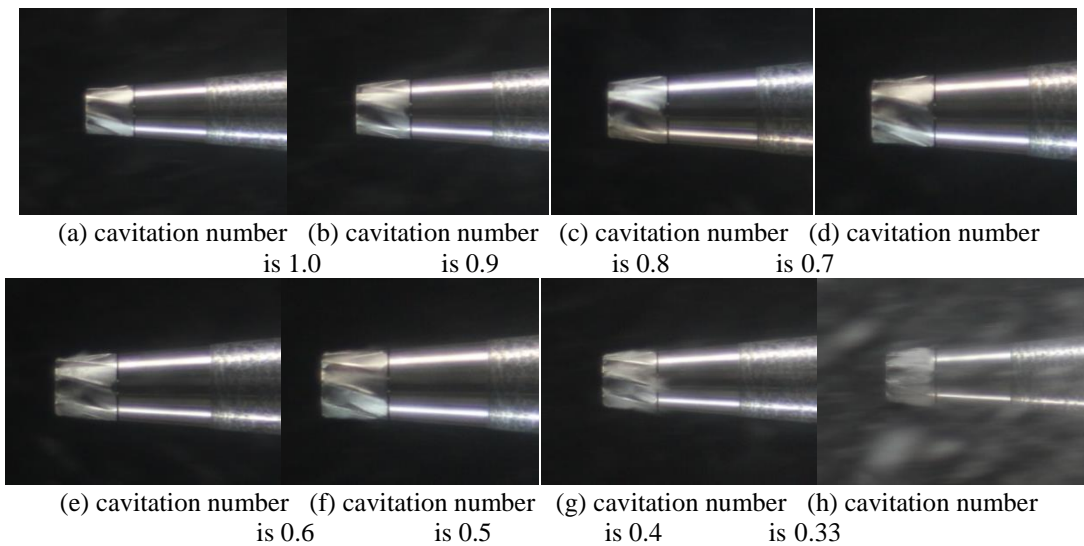 (a) cavitation number (b) cavitation number (c) cavitation number (d) cavitation number
is 1.0 is 0.9 is 0.8 is 0.7
(e) cavitation number (f) cavitation number (g) cavitation number (h) cavitation number
is 0.6 is 0.5 is 0.4 is 0.33